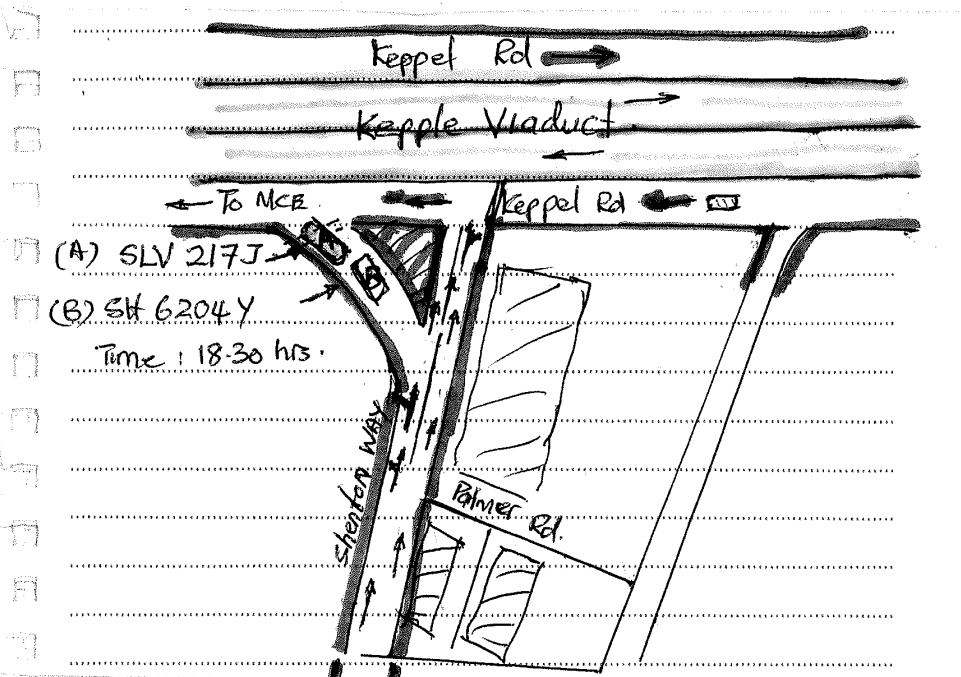 Keppel Rd
Kepple Viaduct
To MCE
Keppel Rd
(A) SLV 217J
(B) SH 6204Y
Time : 18.30 hrs.
Shenton WAY
Palmer Rd.